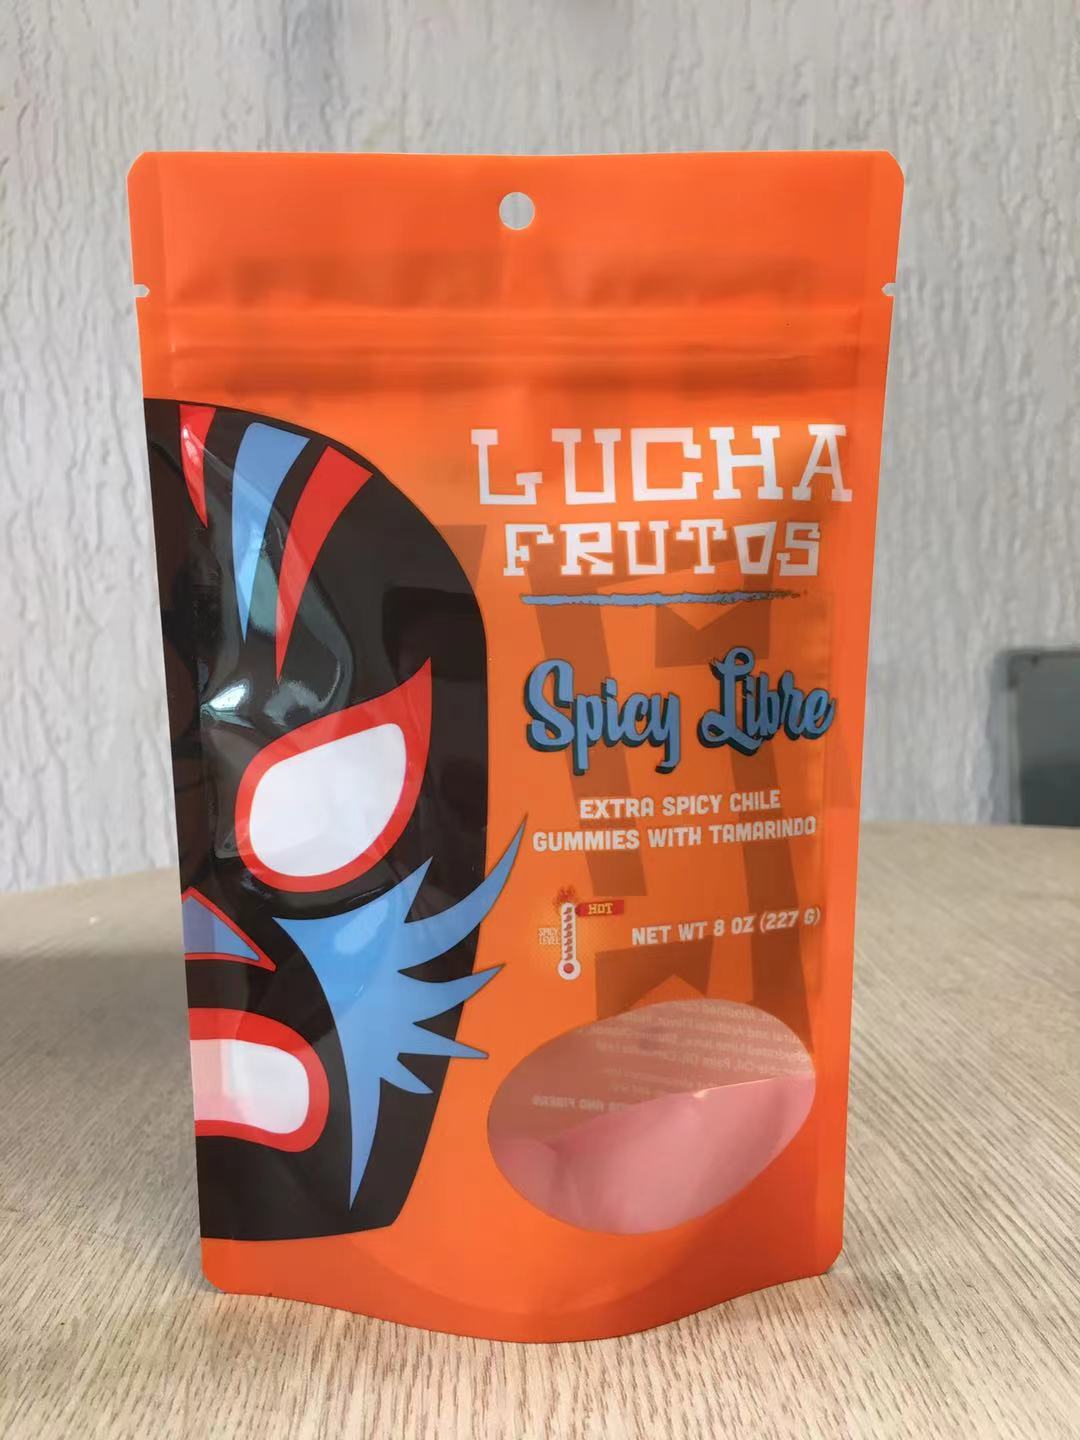 LUCHA
FRUTOS
Spicy Libre
EXTRA SPICY CHILE
GUMMIES WITH TAMARINDO
HOT
SPICY
LEVEL
NET WT 8 OZ (227 G)